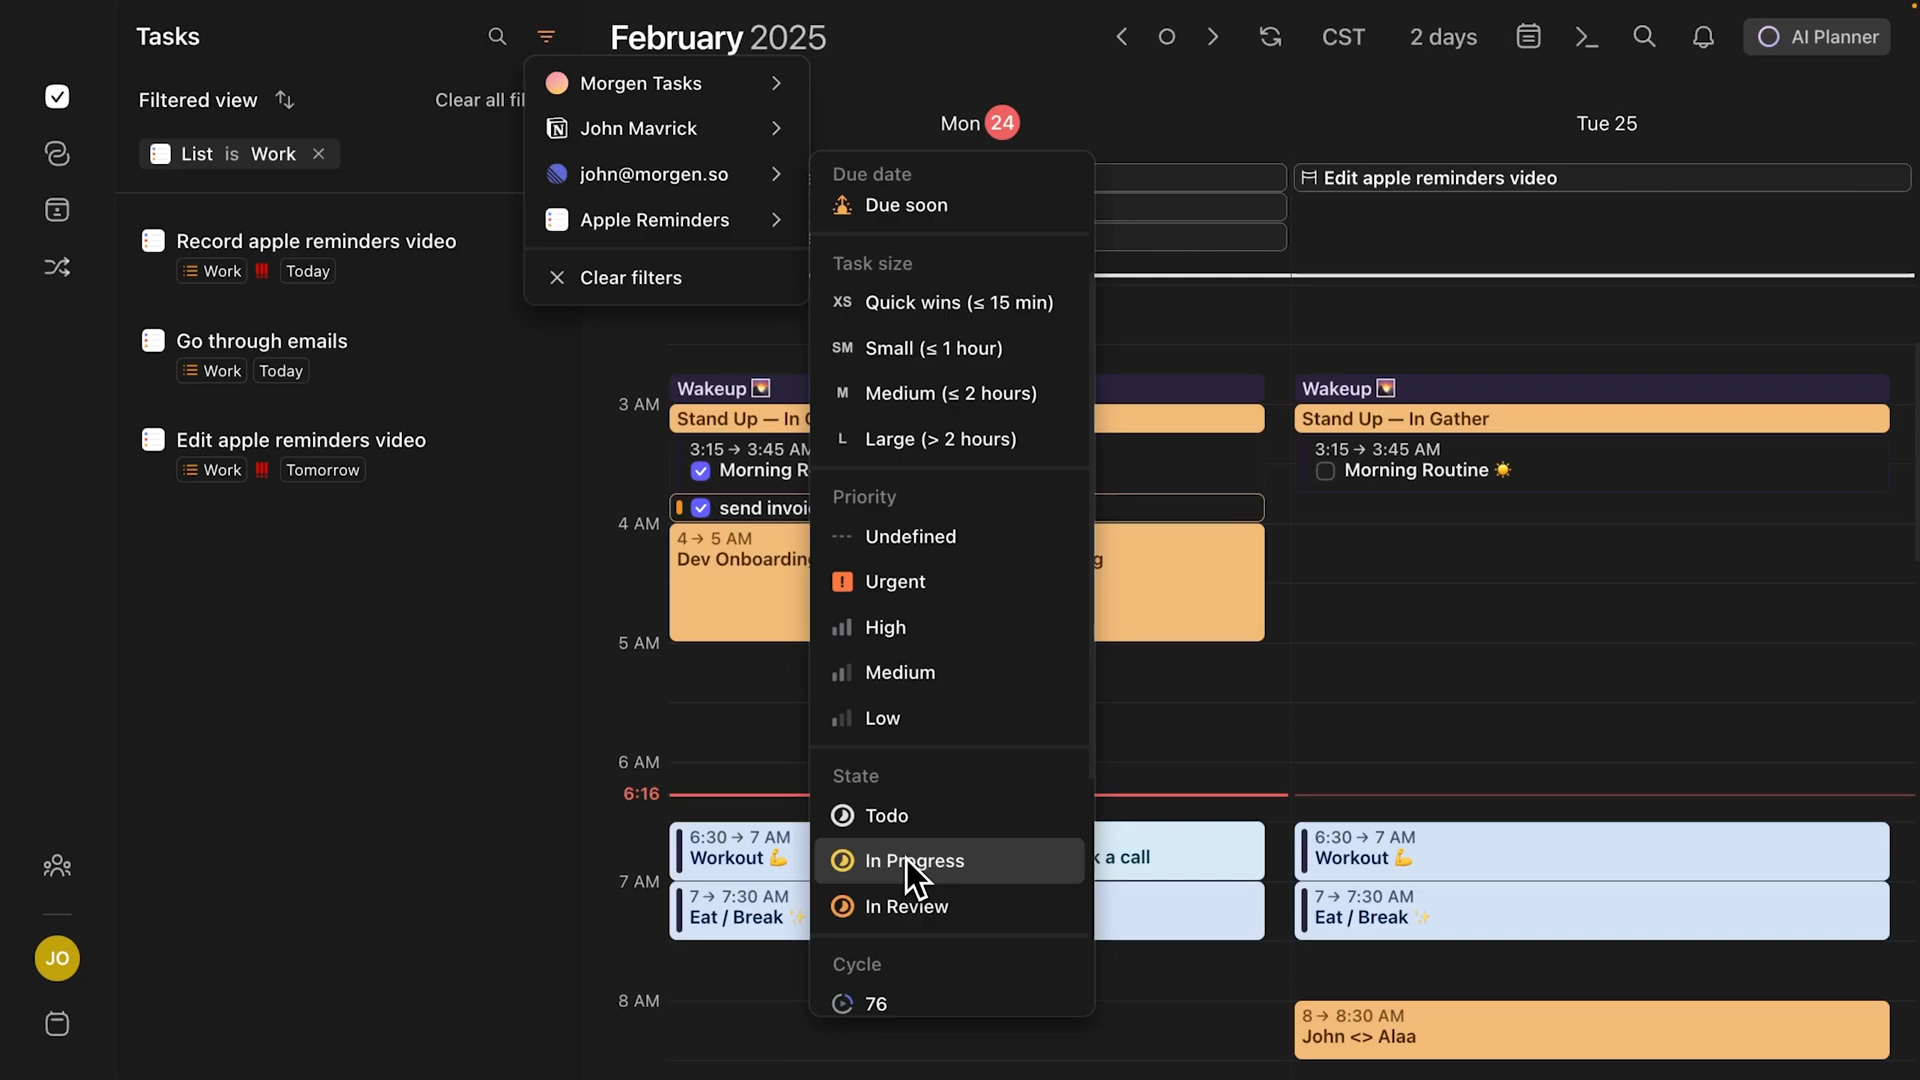 Tasks
Filtered view
Clear all fil
List is Work
Record apple reminders video
Work Today
Go through emails
Work Today
Edit apple reminders video
Work Tomorrow
JO
February 2025
CST
2 days
AI Planner
Morgen Tasks
John Mavrick
john@morgen.so
Apple Reminders
Clear filters
Due date
Due soon
Task size
XS Quick wins (≤ 15 min)
SM Small (≤ 1 hour)
M Medium (≤ 2 hours)
L Large (> 2 hours)
Priority
Undefined
Urgent
High
Medium
Low
State
Todo
In Progress
In Review
Cycle
76
Mon 24
Tue 25
Edit apple reminders video
3 AM
4 AM
5 AM
6 AM
6:16
7 AM
8 AM
Wakeup
Stand Up — In G
3:15 → 3:45 AM
Morning R
send invoi
4 → 5 AM
Dev Onboarding
g
6:30 → 7 AM
Workout 💪
k a call
7 → 7:30 AM
Eat / Break ✨
Wakeup
Stand Up — In Gather
3:15 → 3:45 AM
Morning Routine ☀️
6:30 → 7 AM
Workout 💪
7 → 7:30 AM
Eat / Break ✨
8 → 8:30 AM
John <> Alaa